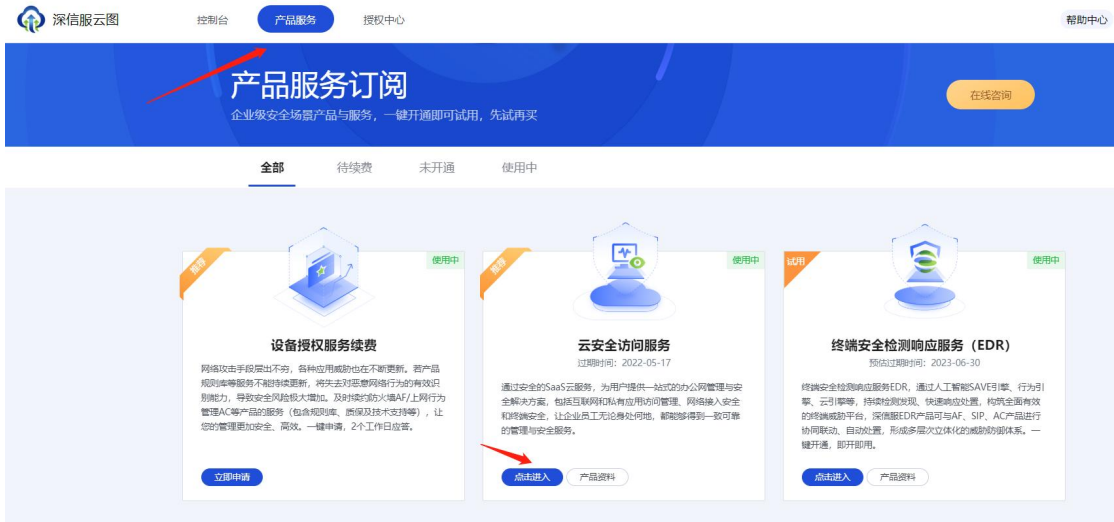 深信服云图
控制台
产品服务
授权中心
帮助中心
产品服务订阅
企业级安全场景产品与服务，一键开通即可试用，先试再买
在线咨询
全部
待续费
未开通
使用中
推荐
使用中
设备授权服务续费
网络攻击手段层出不穷，各种应用威胁也在不断更新。若产品
规则库等服务不能持续更新，将失去对恶意网络行为的有效识
别能力，导致安全风险极大增加。及时续约防火墙AF/上网行为
管理AC等产品的服务（包含规则库、质保及技术支持等），让
您的管理更加安全、高效。一键申请，2个工作日应答。
立即申请
推荐
使用中
云安全访问服务
过期时间：2022-05-17
通过安全的SaaS云服务，为用户提供一站式的办公网管理与安
全解决方案，包括互联网和私有应用访问管理、网络接入安全
和终端安全，让企业员工无论身处何地，都能够得到一致可靠
的管理与安全服务。
点击进入
产品资料
试用
使用中
终端安全检测响应服务（EDR）
预估过期时间：2023-06-30
终端安全检测响应服务EDR，通过人工智能SAVE引擎、行为引
擎、云引擎等，持续检测发现、快速响应处置，构筑全面有效
的终端威胁平台，深信服EDR产品可与AF、SIP、AC产品进行
协同联动、自动处置，形成多层次立体化的威胁防御体系。一
键开通，即开即用。
点击进入
产品资料